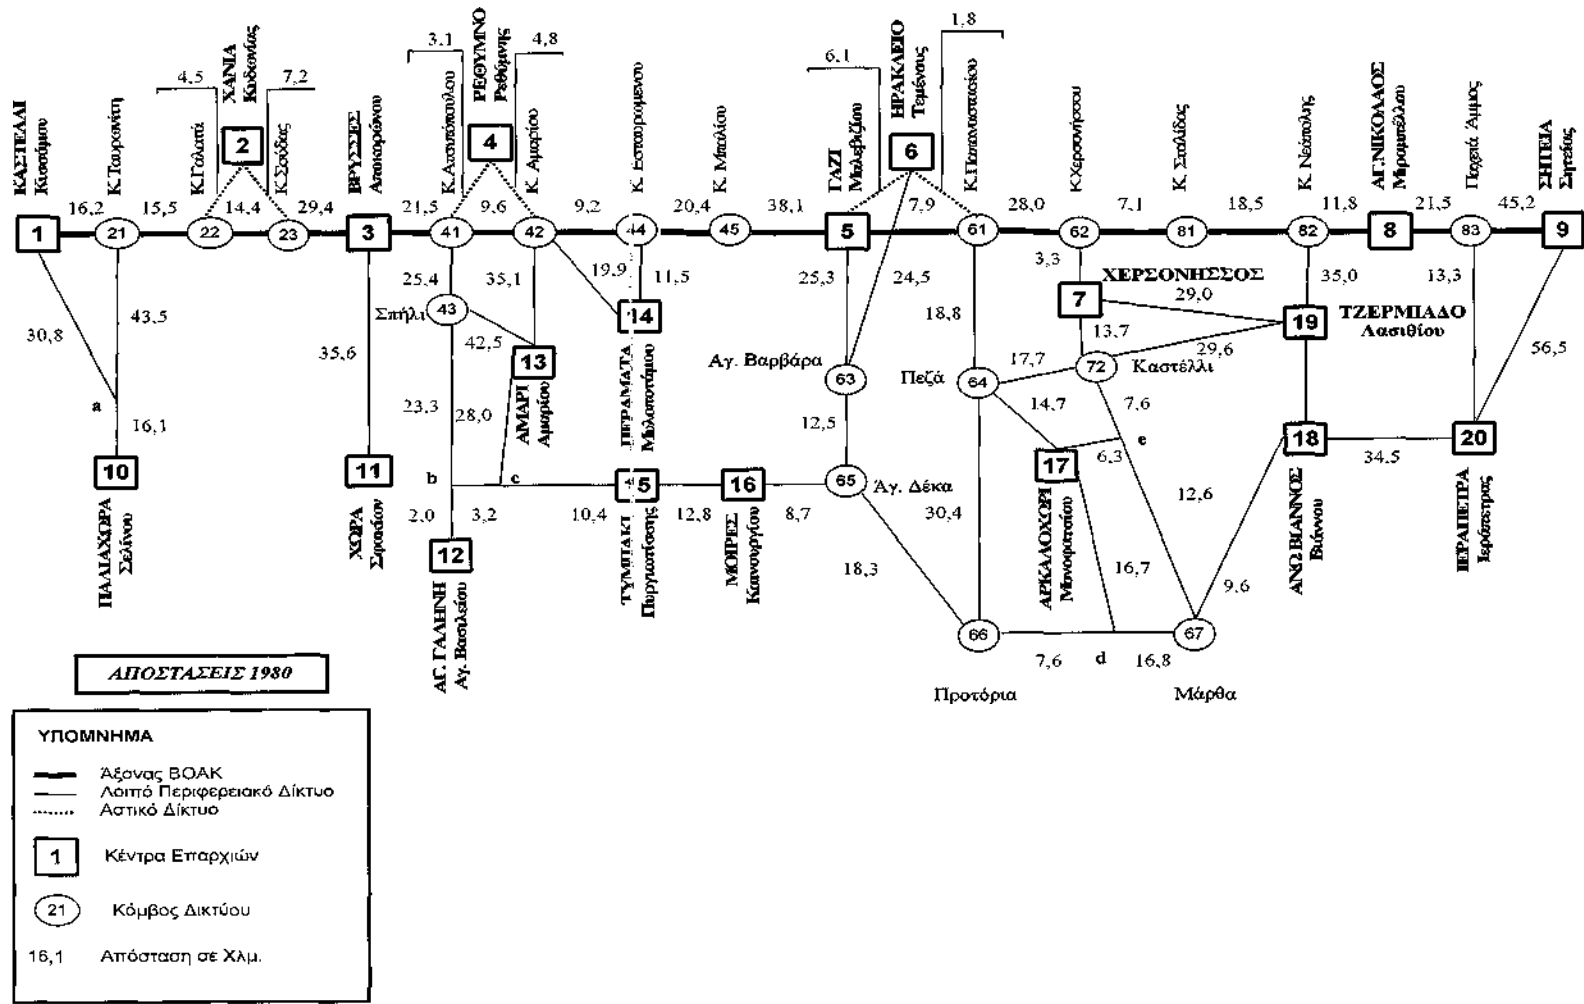 3,1
4,8
6,1
1,8
4,5
7,2
ΚΑΣΤΕΛΛΙ
Κισσάμου
Κ.Ταυρωνίτη
Κ.Γαλατά
ΧΑΝΙΑ
Κυδωνίας
Κ.Σούδας
ΒΡΥΣΣΕΣ
Αποκορώνου
Κ.Ατσιπόπουλου
ΡΕΘΥΜΝΟ
Ρεθύμνης
Κ. Αμαρίου
Κ. Εσταυρωμένου
Κ. Μπαλίου
ΓΑΖΙ
Μαλεβιζίου
ΗΡΑΚΛΕΙΟ
Τεμένους
Κ.Παπαναστασίου
Κ.Χερσονήσου
Κ. Σταλίδας
Κ. Νεάπολης
ΑΓ.ΝΙΚΟΛΑΟΣ
Μιραμπέλλου
Παχειά Άμμος
ΣΗΤΕΙΑ
Σητείας
2
4
6
16,2
15,5
14,4
29,4
21,5
9,6
9,2
20,4
38,1
7,9
28,0
7,1
18,5
11,8
21,5
45,2
1
21
22
23
3
41
42
44
45
5
61
62
81
82
8
83
9
30,8
43,5
35,6
25,4
35,1
19,9
11,5
25,3
24,5
18,8
3,3
ΧΕΡΣΟΝΗΣΣΟΣ
29,0
35,0
13,3
56,5
Σπήλι
43
14
7
19
ΤΖΕΡΜΙΑΔΟ
Λασιθίου
42,5
13
13,7
29,6
Αγ. Βαρβάρα
63
Πεζά
64
17,7
72
Καστέλλι
a
16,1
23,3
28,0
ΑΜΑΡΙ
Αμαρίου
ΠΕΡΑΜΑΤΑ
Μυλοποτάμου
12,5
14,7
7,6
e
6,3
17
18
34,5
20
10
11
b
c
15
16
65
Άγ. Δέκα
30,4
12,6
2,0
3,2
10,4
12,8
8,7
ΠΑΛΙΑΧΩΡΑ
Σελίνου
ΧΩΡΑ
Σφακίων
12
ΑΓ. ΓΑΛΗΝΗ
Αγ. Βασιλείου
ΤΥΜΠΑΚΙ
Πυργιωτίσσης
ΜΟΙΡΕΣ
Καινουργίου
18,3
ΑΡΚΑΛΟΧΩΡΙ
Μονοφατσίου
16,7
9,6
ΑΝΩ ΒΙΑΝΝΟΣ
Βιάννου
ΙΕΡΑΠΕΤΡΑ
Ιεράπετρας
66
67
7,6
d
16,8
Προτόρια
Μάρθα
ΑΠΟΣΤΑΣΕΙΣ 1980
ΥΠΟΜΝΗΜΑ
Άξονας ΒΟΑΚ
Λοιπό Περιφερειακό Δίκτυο
Αστικό Δίκτυο
1 Κέντρα Επαρχιών
21 Κόμβος Δικτύου
16,1 Απόσταση σε Χλμ.